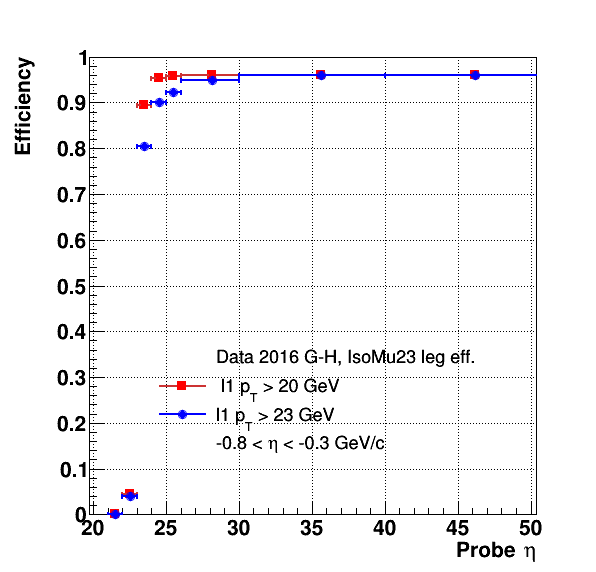 Efficiency
1
0.9
0.8
0.7
0.6
0.5
0.4
0.3
0.2
0.1
0
Data 2016 G-H, IsoMu23 leg eff.
l1 pT > 20 GeV
l1 pT > 23 GeV
-0.8 < η < -0.3 GeV/c
20 25 30 35 40 45 50
Probe η